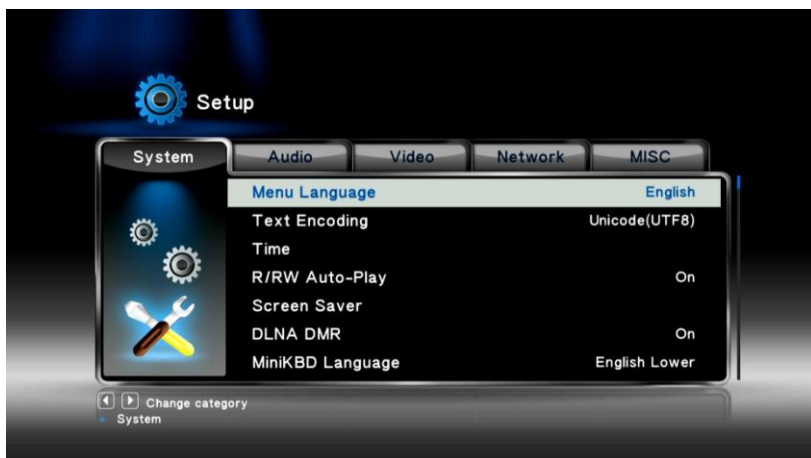 Setup
System Audio Video Network MISC
Menu Language English
Text Encoding Unicode(UTF8)
Time
R/RW Auto-Play On
Screen Saver
DLNA DMR On
MiniKBD Language English Lower
Change category
System